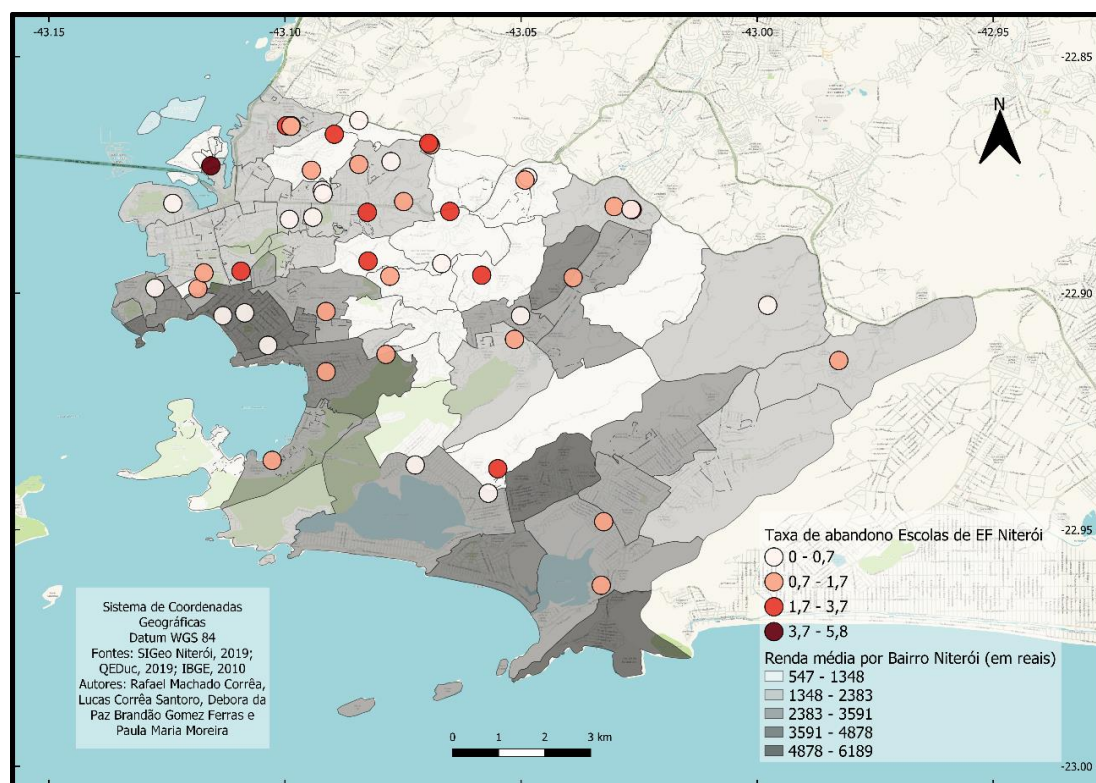 -43.15
-43.10
-43.05
-43.00
-42.95
-22.85
-22.90
-22.95
-23.00
N
Taxa de abandono Escolas de EF Niterói
0 - 0,7
0,7 - 1,7
1,7 - 3,7
3,7 - 5,8
Renda média por Bairro Niterói (em reais)
547 - 1348
1348 - 2383
2383 - 3591
3591 - 4878
4878 - 6189
Sistema de Coordenadas
Geográficas
Datum WGS 84
Fontes: SIGeo Niterói, 2019;
QEDuc, 2019; IBGE, 2010
Autores: Rafael Machado Corrêa,
Lucas Corrêa Santoro, Debora da
Paz Brandão Gomez Ferras e
Paula Maria Moreira
0 1 2 3 km